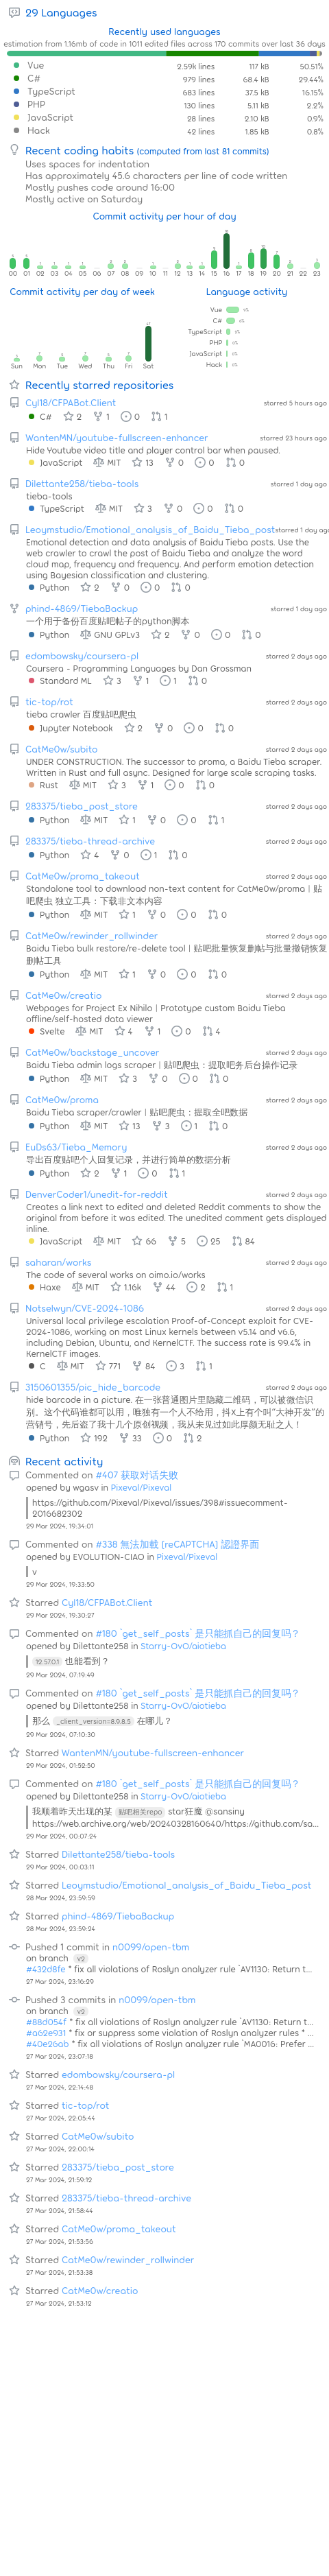 29 Languages
Recently used languages
estimation from 1.16mb of code in 1011 edited files across 170 commits over last 36 days
Vue 2.59k lines 117 kB 50.51%
C# 979 lines 68.4 kB 29.44%
TypeScript 683 lines 37.5 kB 16.15%
PHP 130 lines 5.11 kB 2.2%
JavaScript 28 lines 2.10 kB 0.9%
Hack 42 lines 1.85 kB 0.8%
Recent coding habits (computed from last 81 commits)
Uses spaces for indentation
Has approximately 45.6 characters per line of code written
Mostly pushes code around 16:00
Mostly active on Saturday
Commit activity per hour of day
00 01 02 03 04 05 06 07 08 09 10 11 12 13 14 15 16 17 18 19 20 21 22 23
Commit activity per day of week
Language activity
Sun Mon Tue Wed Thu Fri Sat
Vue
C#
TypeScript
PHP
JavaScript
Hack
Recently starred repositories
Cyl18/CFPABot.Client starred 5 hours ago
C# 2 1 0 1
WantenMN/youtube-fullscreen-enhancer starred 23 hours ago
Hide Youtube video title and player control bar when paused.
JavaScript MIT 13 0 0 0
Dilettante258/tieba-tools starred 1 day ago
tieba-tools
TypeScript MIT 3 0 0 0
Leoymstudio/Emotional_analysis_of_Baidu_Tieba_post starred 1 day ago
Emotional detection and data analysis of Baidu Tieba posts. Use the
web crawler to crawl the post of Baidu Tieba and analyze the word
cloud map, frequency and frequency. And perform emotion detection
using Bayesian classification and clustering.
Python 2 0 0 0
phind-4869/TiebaBackup starred 1 day ago
一个用于备份百度贴吧帖子的python脚本
Python GNU GPLv3 2 0 0 0
edombowsky/coursera-pl starred 2 days ago
Coursera - Programming Languages by Dan Grossman
Standard ML 3 1 1 0
tic-top/rot starred 2 days ago
tieba crawler 百度贴吧爬虫
Jupyter Notebook 2 0 0 0
CatMe0w/subito starred 2 days ago
UNDER CONSTRUCTION. The successor to proma, a Baidu Tieba scraper.
Written in Rust and full async. Designed for large scale scraping tasks.
Rust MIT 3 1 0 0
283375/tieba_post_store starred 2 days ago
Python MIT 1 0 0 1
283375/tieba-thread-archive starred 2 days ago
Python 4 0 1 0
CatMe0w/proma_takeout starred 2 days ago
Standalone tool to download non-text content for CatMe0w/proma | 贴
吧爬虫 独立工具：下载非文本内容
Python MIT 1 0 0 0
CatMe0w/rewinder_rollwinder starred 2 days ago
Baidu Tieba bulk restore/re-delete tool | 贴吧批量恢复删帖与批量撤销恢复
删帖工具
Python MIT 1 0 0 0
CatMe0w/creatio starred 2 days ago
Webpages for Project Ex Nihilo | Prototype custom Baidu Tieba
offline/self-hosted data viewer
Svelte MIT 4 1 0 4
CatMe0w/backstage_uncover starred 2 days ago
Baidu Tieba admin logs scraper | 贴吧爬虫：提取吧务后台操作记录
Python MIT 3 0 0 0
CatMe0w/proma starred 2 days ago
Baidu Tieba scraper/crawler | 贴吧爬虫：提取全吧数据
Python MIT 13 3 1 0
EuDs63/Tieba_Memory starred 2 days ago
导出百度贴吧个人回复记录，并进行简单的数据分析
Python 2 1 0 1
DenverCoder1/unedit-for-reddit starred 2 days ago
Creates a link next to edited and deleted Reddit comments to show the
original from before it was edited. The unedited comment gets displayed
inline.
JavaScript MIT 66 5 25 84
saharan/works starred 2 days ago
The code of several works on oimo.io/works
Haxe MIT 1.16k 44 2 1
Notselwyn/CVE-2024-1086 starred 2 days ago
Universal local privilege escalation Proof-of-Concept exploit for CVE-
2024-1086, working on most Linux kernels between v5.14 and v6.6,
including Debian, Ubuntu, and KernelCTF. The success rate is 99.4% in
KernelCTF images.
C MIT 771 84 3 1
3150601355/pic_hide_barcode starred 2 days ago
hide barcode in a picture. 在一张普通图片里隐藏二维码，可以被微信识
别。这个代码谁都可以用，唯独有一个人不给用，抖X上有个叫“大神开发”的
营销号，先后盗了我十几个原创视频，我从未见过如此厚颜无耻之人！
Python 192 33 0 2
Recent activity
Commented on #407 获取对话失败
opened by wgasv in Pixeval/Pixeval
https://github.com/Pixeval/Pixeval/issues/398#issuecomment-
2016682302
29 Mar 2024, 19:34:01
Commented on #338 無法加載 [reCAPTCHA] 認證界面
opened by EVOLUTION-CIAO in Pixeval/Pixeval
v
29 Mar 2024, 19:33:50
Starred Cyl18/CFPABot.Client
29 Mar 2024, 19:30:27
Commented on #180 `get_self_posts` 是只能抓自己的回复吗？
opened by Dilettante258 in Starry-OvO/aiotieba
12.57.0.1 也能看到？
29 Mar 2024, 07:19:49
Commented on #180 `get_self_posts` 是只能抓自己的回复吗？
opened by Dilettante258 in Starry-OvO/aiotieba
那么 _client_version=8.9.8.5 在哪儿？
29 Mar 2024, 07:10:30
Starred WantenMN/youtube-fullscreen-enhancer
29 Mar 2024, 01:52:50
Commented on #180 `get_self_posts` 是只能抓自己的回复吗？
opened by Dilettante258 in Starry-OvO/aiotieba
我顺着昨天出现的某 贴吧相关repo star狂魔 @sansiny
https://web.archive.org/web/20240328160640/https://github.com/sa...
29 Mar 2024, 00:07:24
Starred Dilettante258/tieba-tools
29 Mar 2024, 00:03:11
Starred Leoymstudio/Emotional_analysis_of_Baidu_Tieba_post
28 Mar 2024, 23:59:59
Starred phind-4869/TiebaBackup
28 Mar 2024, 23:59:24
Pushed 1 commit in n0099/open-tbm
on branch v2
#432d8fe * fix all violations of Roslyn analyzer rule `AV1130: Return t...
27 Mar 2024, 23:16:29
Pushed 3 commits in n0099/open-tbm
on branch v2
#88d054f * fix all violations of Roslyn analyzer rule `AV1130: Return t...
#a62e931 * fix or suppress some violation of Roslyn analyzer rules * ...
#40e26ab * fix all violations of Roslyn analyzer rule `MA0016: Prefer ...
27 Mar 2024, 23:07:18
Starred edombowsky/coursera-pl
27 Mar 2024, 22:14:48
Starred tic-top/rot
27 Mar 2024, 22:05:44
Starred CatMe0w/subito
27 Mar 2024, 22:00:14
Starred 283375/tieba_post_store
27 Mar 2024, 21:59:12
Starred 283375/tieba-thread-archive
27 Mar 2024, 21:58:44
Starred CatMe0w/proma_takeout
27 Mar 2024, 21:53:56
Starred CatMe0w/rewinder_rollwinder
27 Mar 2024, 21:53:38
Starred CatMe0w/creatio
27 Mar 2024, 21:53:12